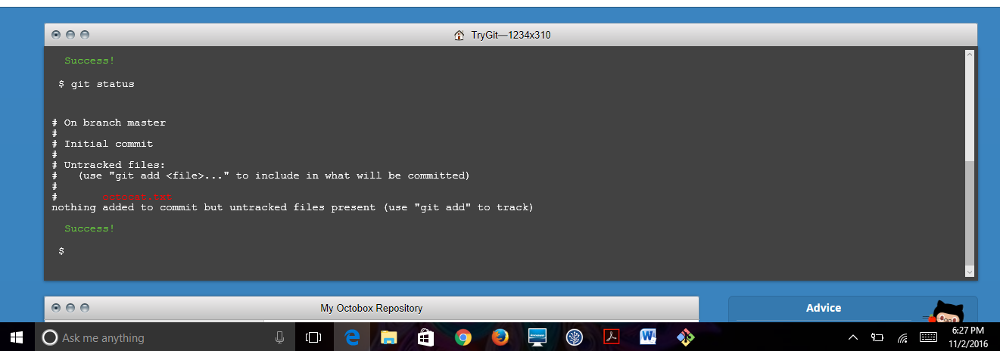 TryGit—1234x310
Success!
$ git status
# On branch master
#
# Initial commit
#
# Untracked files:
#   (use "git add <file>..." to include in what will be committed)
#
#       octocat.txt
nothing added to commit but untracked files present (use "git add" to track)
Success!
$
My Octobox Repository
Advice
Ask me anything
6:27 PM
11/2/2016